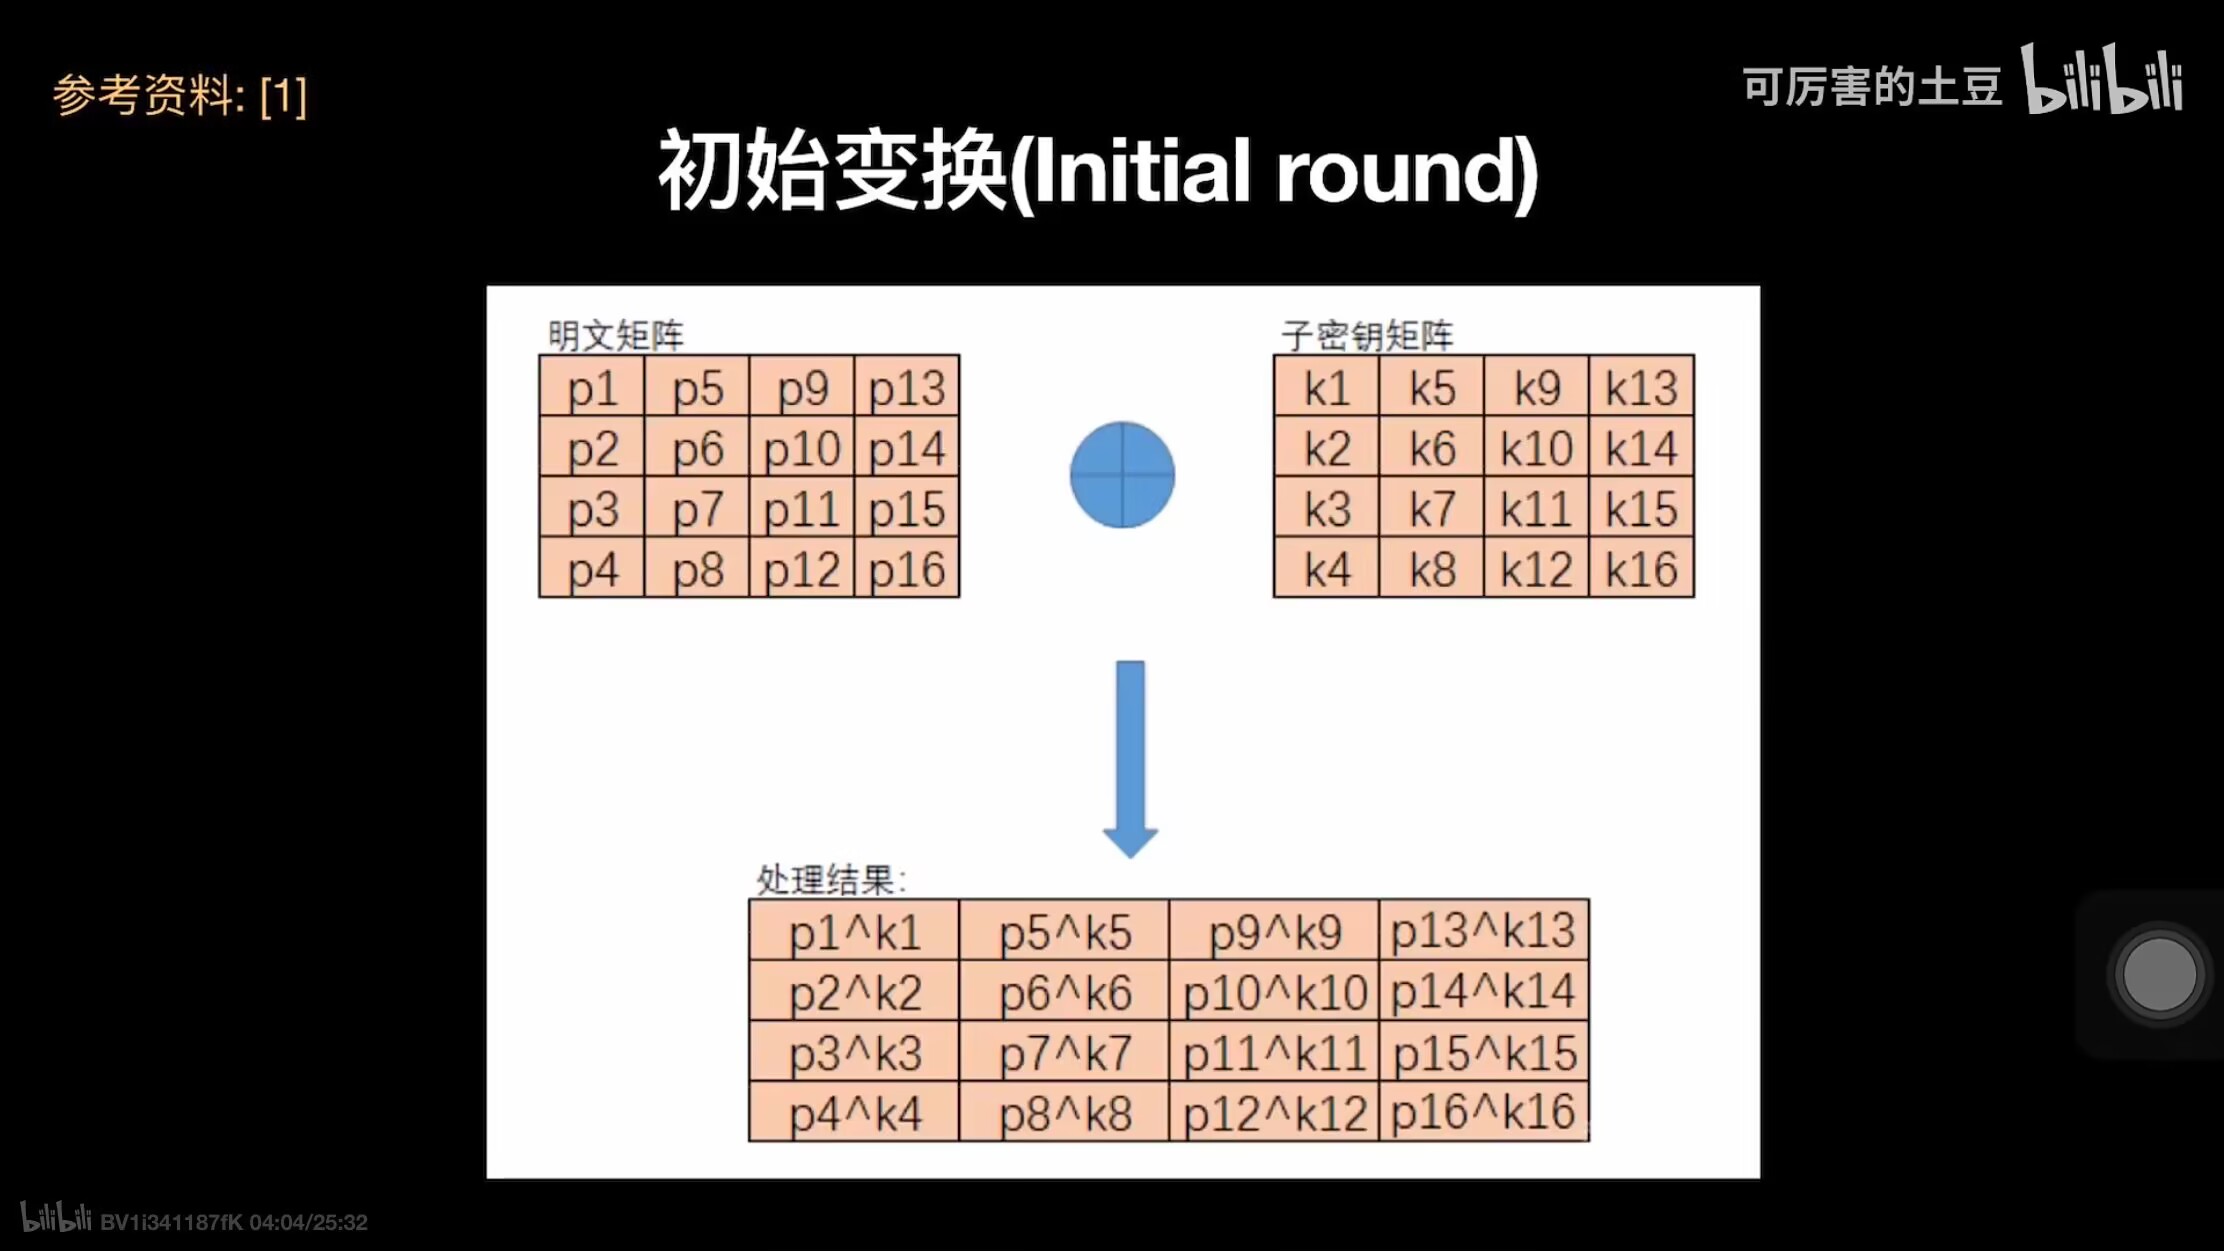 参考资料: [1]
可厉害的土豆 bilibili
初始变换(Initial round)
明文矩阵
p1 p5 p9 p13
p2 p6 p10 p14
p3 p7 p11 p15
p4 p8 p12 p16
子密钥矩阵
k1 k5 k9 k13
k2 k6 k10 k14
k3 k7 k11 k15
k4 k8 k12 k16
处理结果:
p1^k1 p5^k5 p9^k9 p13^k13
p2^k2 p6^k6 p10^k10 p14^k14
p3^k3 p7^k7 p11^k11 p15^k15
p4^k4 p8^k8 p12^k12 p16^k16
bilibili BV1i341187fK 04:04/25:32